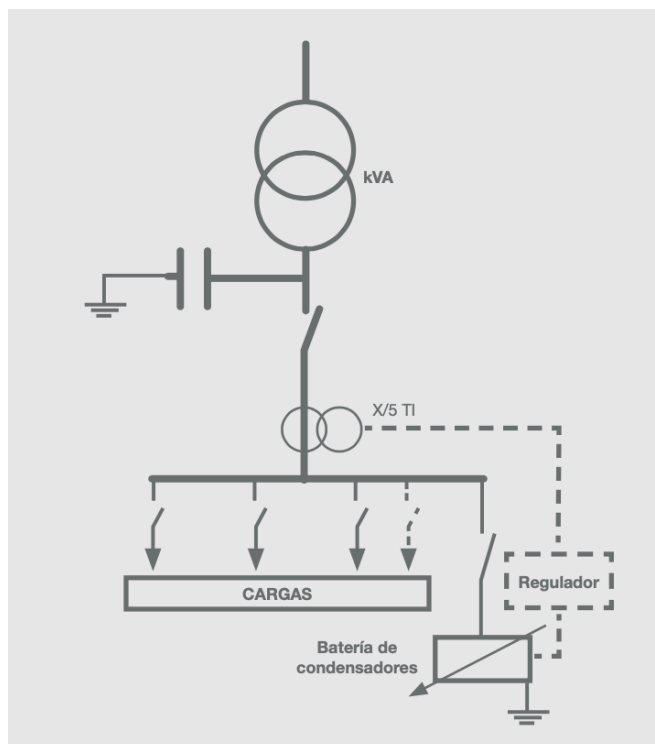 kVA
X/5 TI
Regulador
CARGAS
Batería de
condensadores